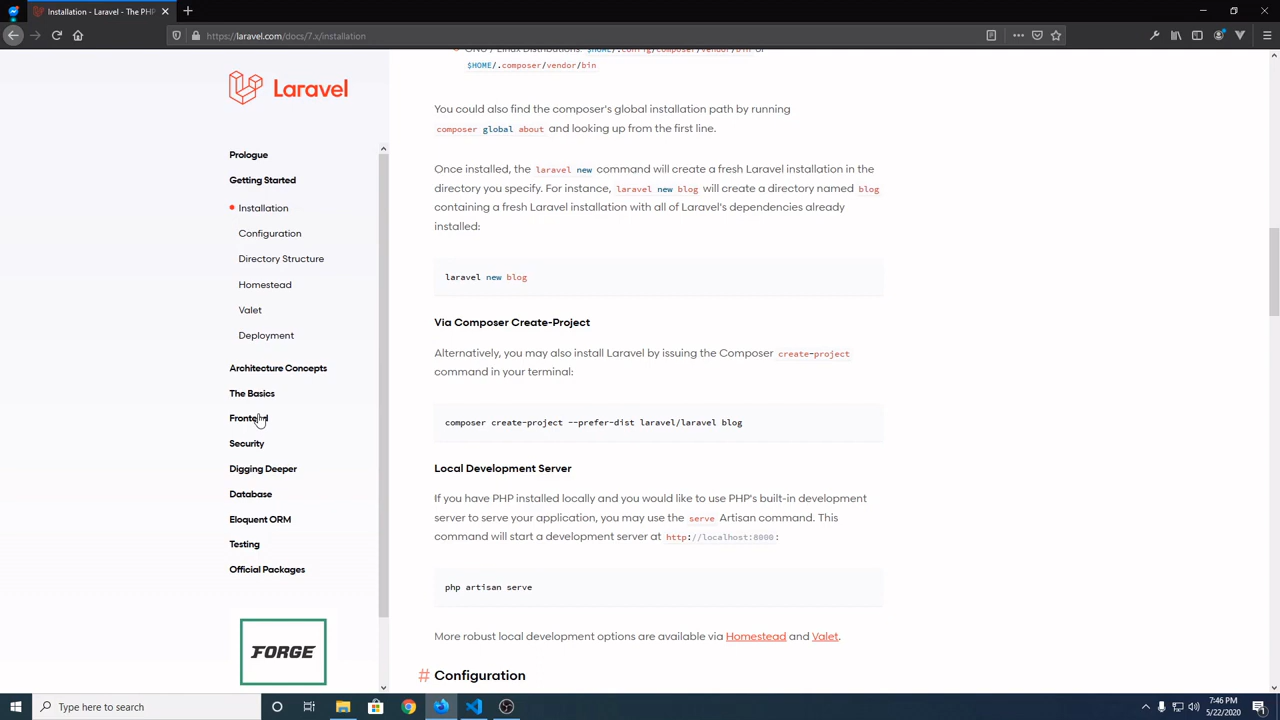 Installation - Laravel - The PHP
https://laravel.com/docs/7.x/installation
Laravel
Prologue
Getting Started
Installation
Configuration
Directory Structure
Homestead
Valet
Deployment
Architecture Concepts
The Basics
Frontend
Security
Digging Deeper
Database
Eloquent ORM
Testing
Official Packages
FORGE
GNU / Linux Distributions: $HOME/.config/composer/vendor/bin or
$HOME/.composer/vendor/bin
You could also find the composer's global installation path by running
composer global about and looking up from the first line.
Once installed, the laravel new command will create a fresh Laravel installation in the
directory you specify. For instance, laravel new blog will create a directory named blog
containing a fresh Laravel installation with all of Laravel's dependencies already
installed:
laravel new blog
Via Composer Create-Project
Alternatively, you may also install Laravel by issuing the Composer create-project
command in your terminal:
composer create-project --prefer-dist laravel/laravel blog
Local Development Server
If you have PHP installed locally and you would like to use PHP's built-in development
server to serve your application, you may use the serve Artisan command. This
command will start a development server at http://localhost:8000:
php artisan serve
More robust local development options are available via Homestead and Valet.
# Configuration
Type here to search
7:46 PM
5/22/2020